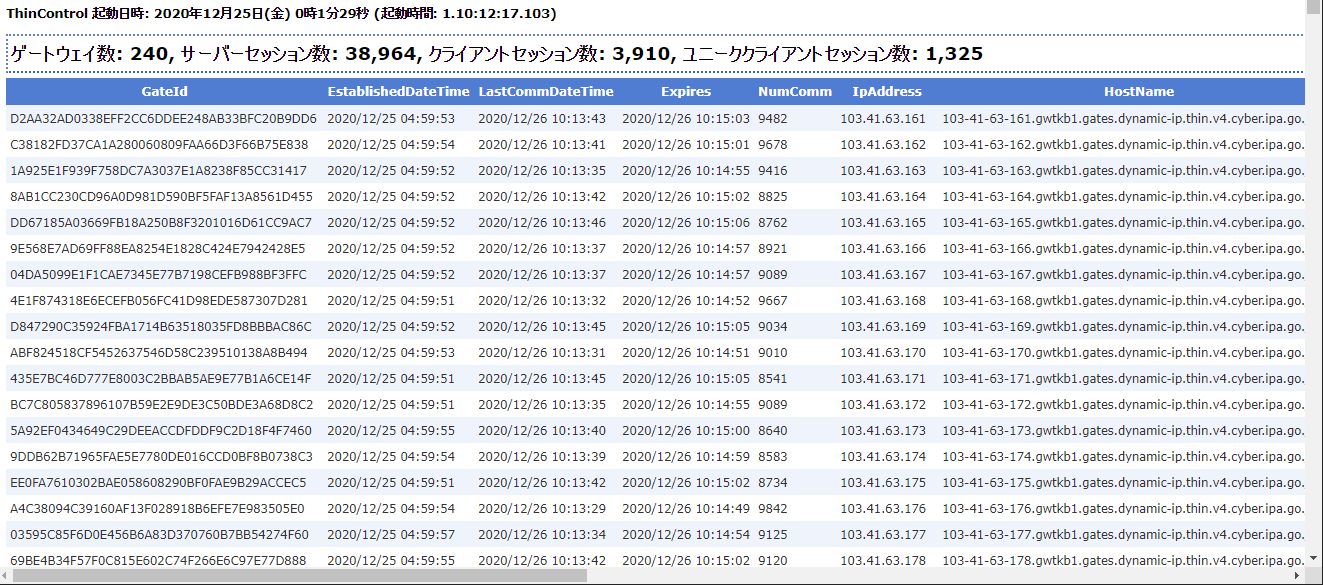 ThinControl 起動日時: 2020年12月25日(金) 0時1分29秒 (起動時間: 1.10:12:17.103)
ゲートウェイ数: 240, サーバーセッション数: 38,964, クライアントセッション数: 3,910, ユニーククライアントセッション数: 1,325
GateId EstablishedDateTime LastCommDateTime Expires NumComm IpAddress HostName
D2AA32AD0338EFF2CC6DDEE248AB33BFC20B9DD6 2020/12/25 04:59:53 2020/12/26 10:13:43 2020/12/26 10:15:03 9482 103.41.63.161 103-41-63-161.gwtkb1.gates.dynamic-ip.thin.v4.cyber.ipa.go.
C38182FD37CA1A280060809FAA66D3F66B75E838 2020/12/25 04:59:54 2020/12/26 10:13:41 2020/12/26 10:15:01 9678 103.41.63.162 103-41-63-162.gwtkb1.gates.dynamic-ip.thin.v4.cyber.ipa.go.
1A925E1F939F758DC7A3037E1A8238F85CC31417 2020/12/25 04:59:52 2020/12/26 10:13:35 2020/12/26 10:14:55 9416 103.41.63.163 103-41-63-163.gwtkb1.gates.dynamic-ip.thin.v4.cyber.ipa.go.
8AB1CC230CD96A0D981D590BF5FAF13A8561D455 2020/12/25 04:59:52 2020/12/26 10:13:42 2020/12/26 10:15:02 8825 103.41.63.164 103-41-63-164.gwtkb1.gates.dynamic-ip.thin.v4.cyber.ipa.go.
DD67185A03669FB18A250B8F3201016D61CC9AC7 2020/12/25 04:59:52 2020/12/26 10:13:46 2020/12/26 10:15:06 8762 103.41.63.165 103-41-63-165.gwtkb1.gates.dynamic-ip.thin.v4.cyber.ipa.go.
9E568E7AD69FF88EA8254E1828C424E7942428E5 2020/12/25 04:59:52 2020/12/26 10:13:37 2020/12/26 10:14:57 8921 103.41.63.166 103-41-63-166.gwtkb1.gates.dynamic-ip.thin.v4.cyber.ipa.go.
04DA5099E1F1CAE7345E77B7198CEFB988BF3FFC 2020/12/25 04:59:52 2020/12/26 10:13:37 2020/12/26 10:14:57 9089 103.41.63.167 103-41-63-167.gwtkb1.gates.dynamic-ip.thin.v4.cyber.ipa.go.
4E1F874318E6ECEFB056FC41D98EDE587307D281 2020/12/25 04:59:51 2020/12/26 10:13:32 2020/12/26 10:14:52 9667 103.41.63.168 103-41-63-168.gwtkb1.gates.dynamic-ip.thin.v4.cyber.ipa.go.
D847290C35924FBA1714B63518035FD8BBBAC86C 2020/12/25 04:59:52 2020/12/26 10:13:45 2020/12/26 10:15:05 9034 103.41.63.169 103-41-63-169.gwtkb1.gates.dynamic-ip.thin.v4.cyber.ipa.go.
ABF824518CF5452637546D58C239510138A8B494 2020/12/25 04:59:53 2020/12/26 10:13:31 2020/12/26 10:14:51 9010 103.41.63.170 103-41-63-170.gwtkb1.gates.dynamic-ip.thin.v4.cyber.ipa.go.
435E7BC46D777E8003C2BBAB5AE9E77B1A6CE14F 2020/12/25 04:59:51 2020/12/26 10:13:45 2020/12/26 10:15:05 8541 103.41.63.171 103-41-63-171.gwtkb1.gates.dynamic-ip.thin.v4.cyber.ipa.go.
BC7C805837896107B59E2E9DE3C50BDE3A68D8C2 2020/12/25 04:59:51 2020/12/26 10:13:35 2020/12/26 10:14:55 9089 103.41.63.172 103-41-63-172.gwtkb1.gates.dynamic-ip.thin.v4.cyber.ipa.go.
5A92EF0434649C29DEEACCDFDDF9C2D18F4F7460 2020/12/25 04:59:55 2020/12/26 10:13:40 2020/12/26 10:15:00 8640 103.41.63.173 103-41-63-173.gwtkb1.gates.dynamic-ip.thin.v4.cyber.ipa.go.
9DDB62B71965FAE5E7780DE016CCD0BF8B0738C3 2020/12/25 04:59:54 2020/12/26 10:13:39 2020/12/26 10:14:59 8583 103.41.63.174 103-41-63-174.gwtkb1.gates.dynamic-ip.thin.v4.cyber.ipa.go.
EE0FA7610302BAE058608290BF0FAE9B29ACCEC5 2020/12/25 04:59:51 2020/12/26 10:13:42 2020/12/26 10:15:02 8734 103.41.63.175 103-41-63-175.gwtkb1.gates.dynamic-ip.thin.v4.cyber.ipa.go.
A4C38094C39160AF13F028918B6EFE7E983505E0 2020/12/25 04:59:54 2020/12/26 10:13:29 2020/12/26 10:14:49 9842 103.41.63.176 103-41-63-176.gwtkb1.gates.dynamic-ip.thin.v4.cyber.ipa.go.
03595C85F6D0E456B6A83D370760B7BB54274F60 2020/12/25 04:59:57 2020/12/26 10:13:34 2020/12/26 10:14:54 9125 103.41.63.177 103-41-63-177.gwtkb1.gates.dynamic-ip.thin.v4.cyber.ipa.go.
69BE4B34F57F0C815E602C74F266E6C97E77D888 2020/12/25 04:59:55 2020/12/26 10:13:42 2020/12/26 10:15:02 9120 103.41.63.178 103-41-63-178.gwtkb1.gates.dynamic-ip.thin.v4.cyber.ipa.go.